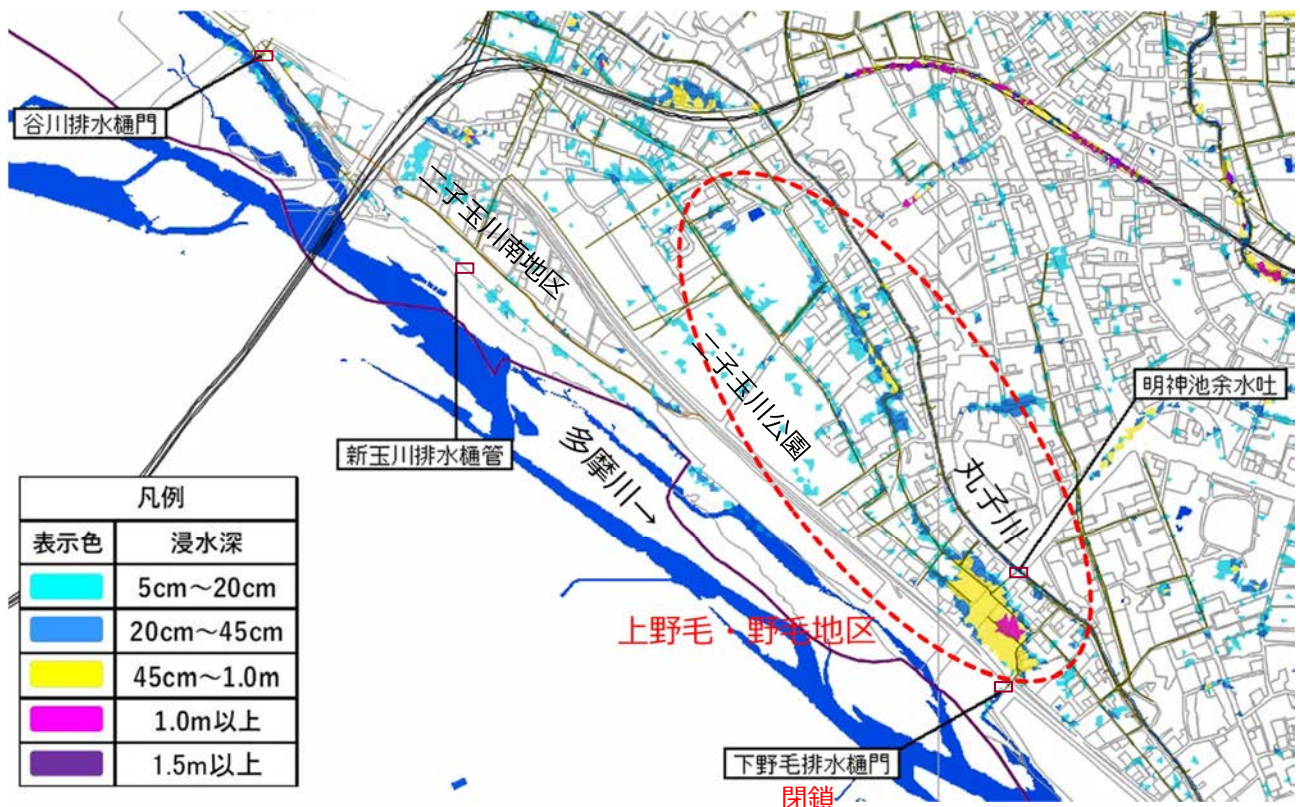 谷川排水樋門
二子玉川南地区
新玉川排水樋管
多摩川→
二子玉川公園
丸子川
明神池余水吐
上野毛・野毛地区
下野毛排水樋門
閉鎖
凡例
表示色 浸水深
5cm～20cm
20cm～45cm
45cm～1.0m
1.0m以上
1.5m以上